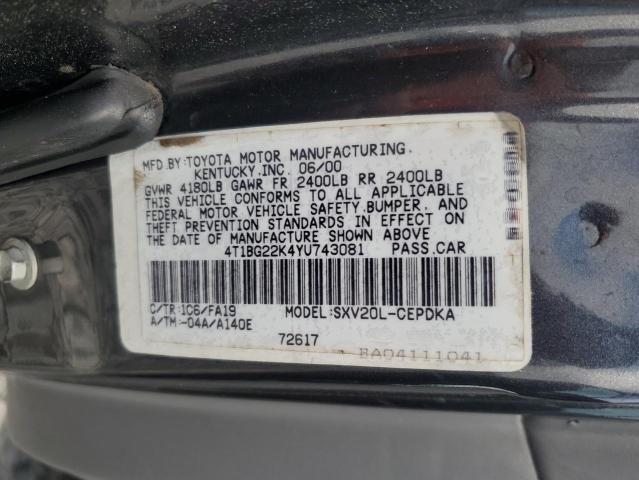 MFD.BY:TOYOTA MOTOR MANUFACTURING.
KENTUCKY.INC. 06/00
GVWR 4180LB GAWR FR 2400LB RR 2400LB
THIS VEHICLE CONFORMS TO ALL APPLICABLE
FEDERAL MOTOR VEHICLE SAFETY,BUMPER, AND
THEFT PREVENTION STANDARDS IN EFFECT ON
THE DATE OF MANUFACTURE SHOWN ABOVE
4T1BG22K4YU743081 PASS.CAR
C/TR:1C6/FA19 MODEL:SXV20L-CEPDKA
A/TM:-04A/A140E
72617
BA04111041